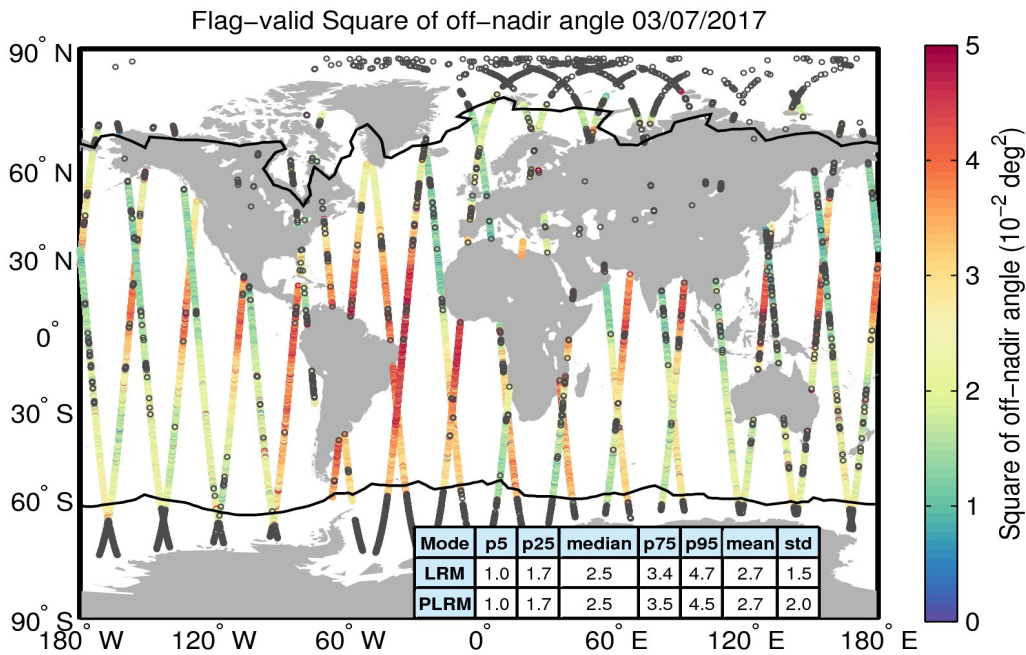 Flag−valid Square of off−nadir angle 03/07/2017
90° N
60° N
30° N
0°
30° S
60° S
90° S
180° W
120° W
60° W
0°
60° E
120° E
180° E
Mode p5 p25 median p75 p95 mean std
LRM 1.0 1.7 2.5 3.4 4.7 2.7 1.5
PLRM 1.0 1.7 2.5 3.5 4.5 2.7 2.0
5
4
3
2
1
0
Square of off−nadir angle (10⁻² deg²)